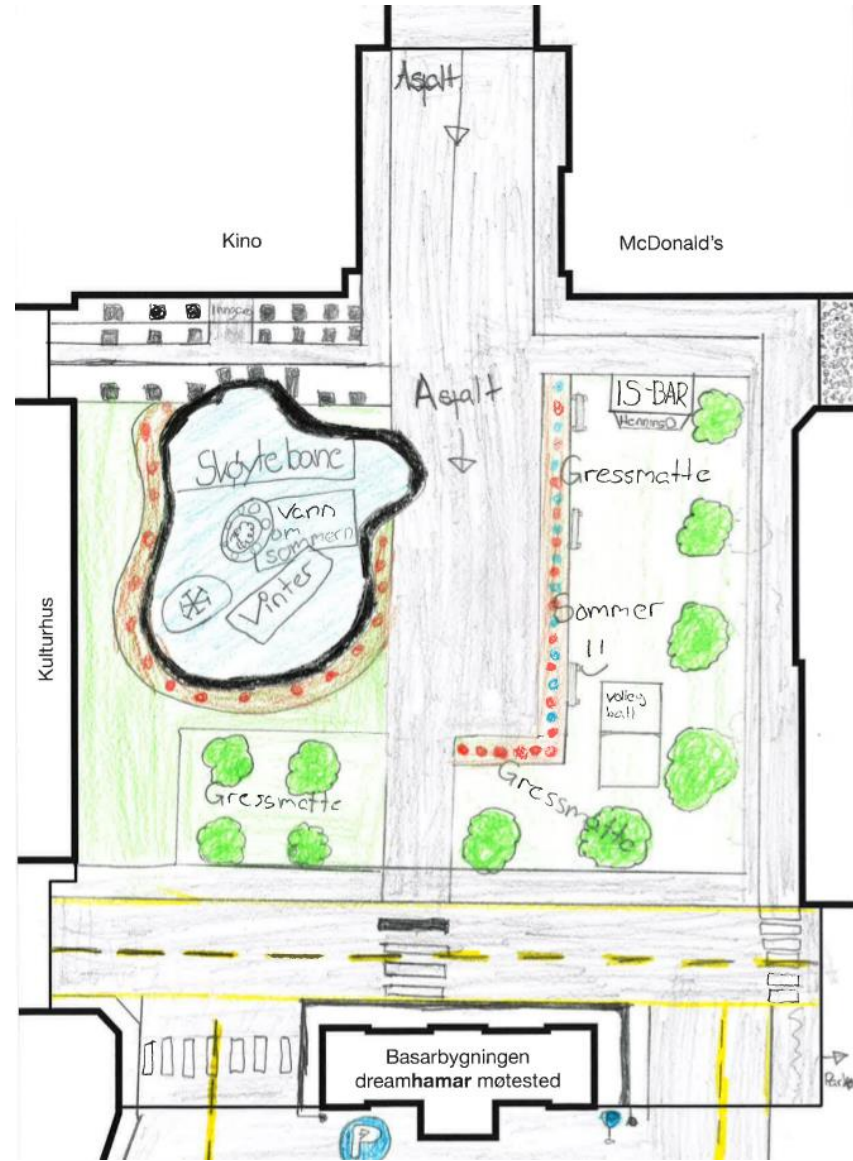 Asfalt
Kino
McDonald's
Inngang
Asfalt
IS-BAR
Gressmatte
Skøytebane
Vann
om
sommern
Vinter
Sommer
Kulturhus
volley
ball
Gressmatte
Gressmatte
Basarbygningen
dreamhamar møtested
P